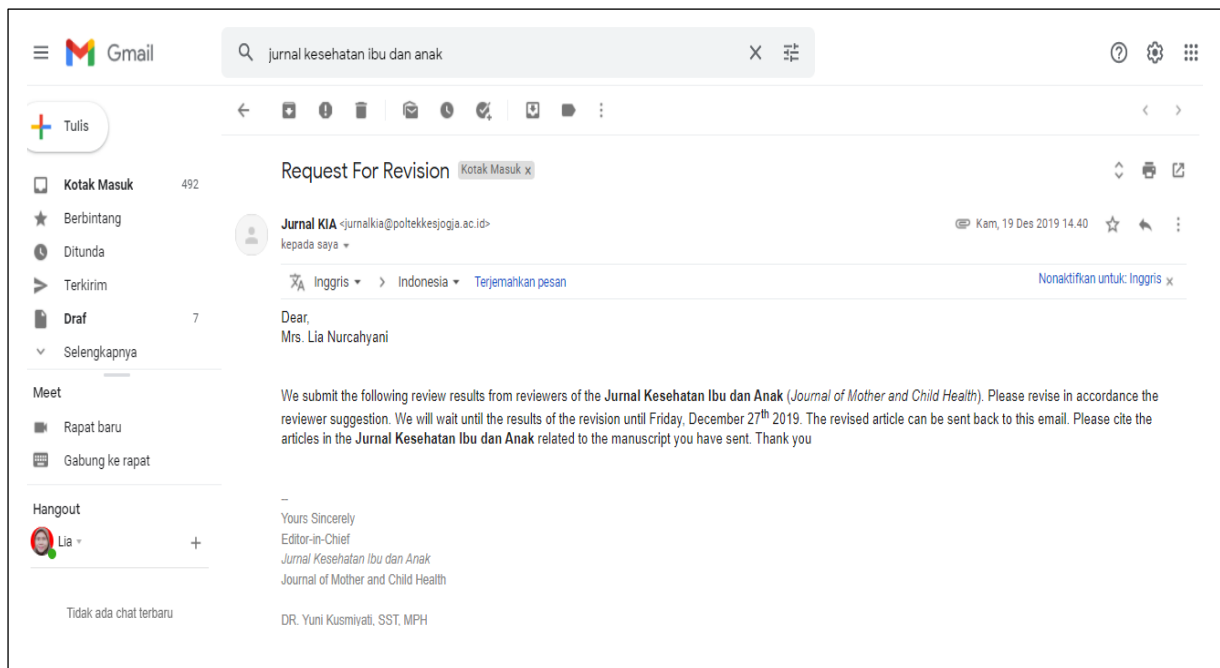 Gmail
jurnal kesehatan ibu dan anak
Tulis
Kotak Masuk 492
Berbintang
Ditunda
Terkirim
Draf 7
Selengkapnya
Meet
Rapat baru
Gabung ke rapat
Hangout
Lia
Tidak ada chat terbaru
Request For Revision Kotak Masuk x
Jurnal KIA <jurnalkia@poltekkesjogja.ac.id> Kam, 19 Des 2019 14.40
kepada saya
Inggris > Indonesia Terjemahkan pesan Nonaktifkan untuk: Inggris x
Dear,
Mrs. Lia Nurcahyani
We submit the following review results from reviewers of the Jurnal Kesehatan Ibu dan Anak (Journal of Mother and Child Health). Please revise in accordance the
reviewer suggestion. We will wait until the results of the revision until Friday, December 27th 2019. The revised article can be sent back to this email. Please cite the
articles in the Jurnal Kesehatan Ibu dan Anak related to the manuscript you have sent. Thank you
--
Yours Sincerely
Editor-in-Chief
Jurnal Kesehatan Ibu dan Anak
Journal of Mother and Child Health
DR. Yuni Kusmiyati, SST, MPH